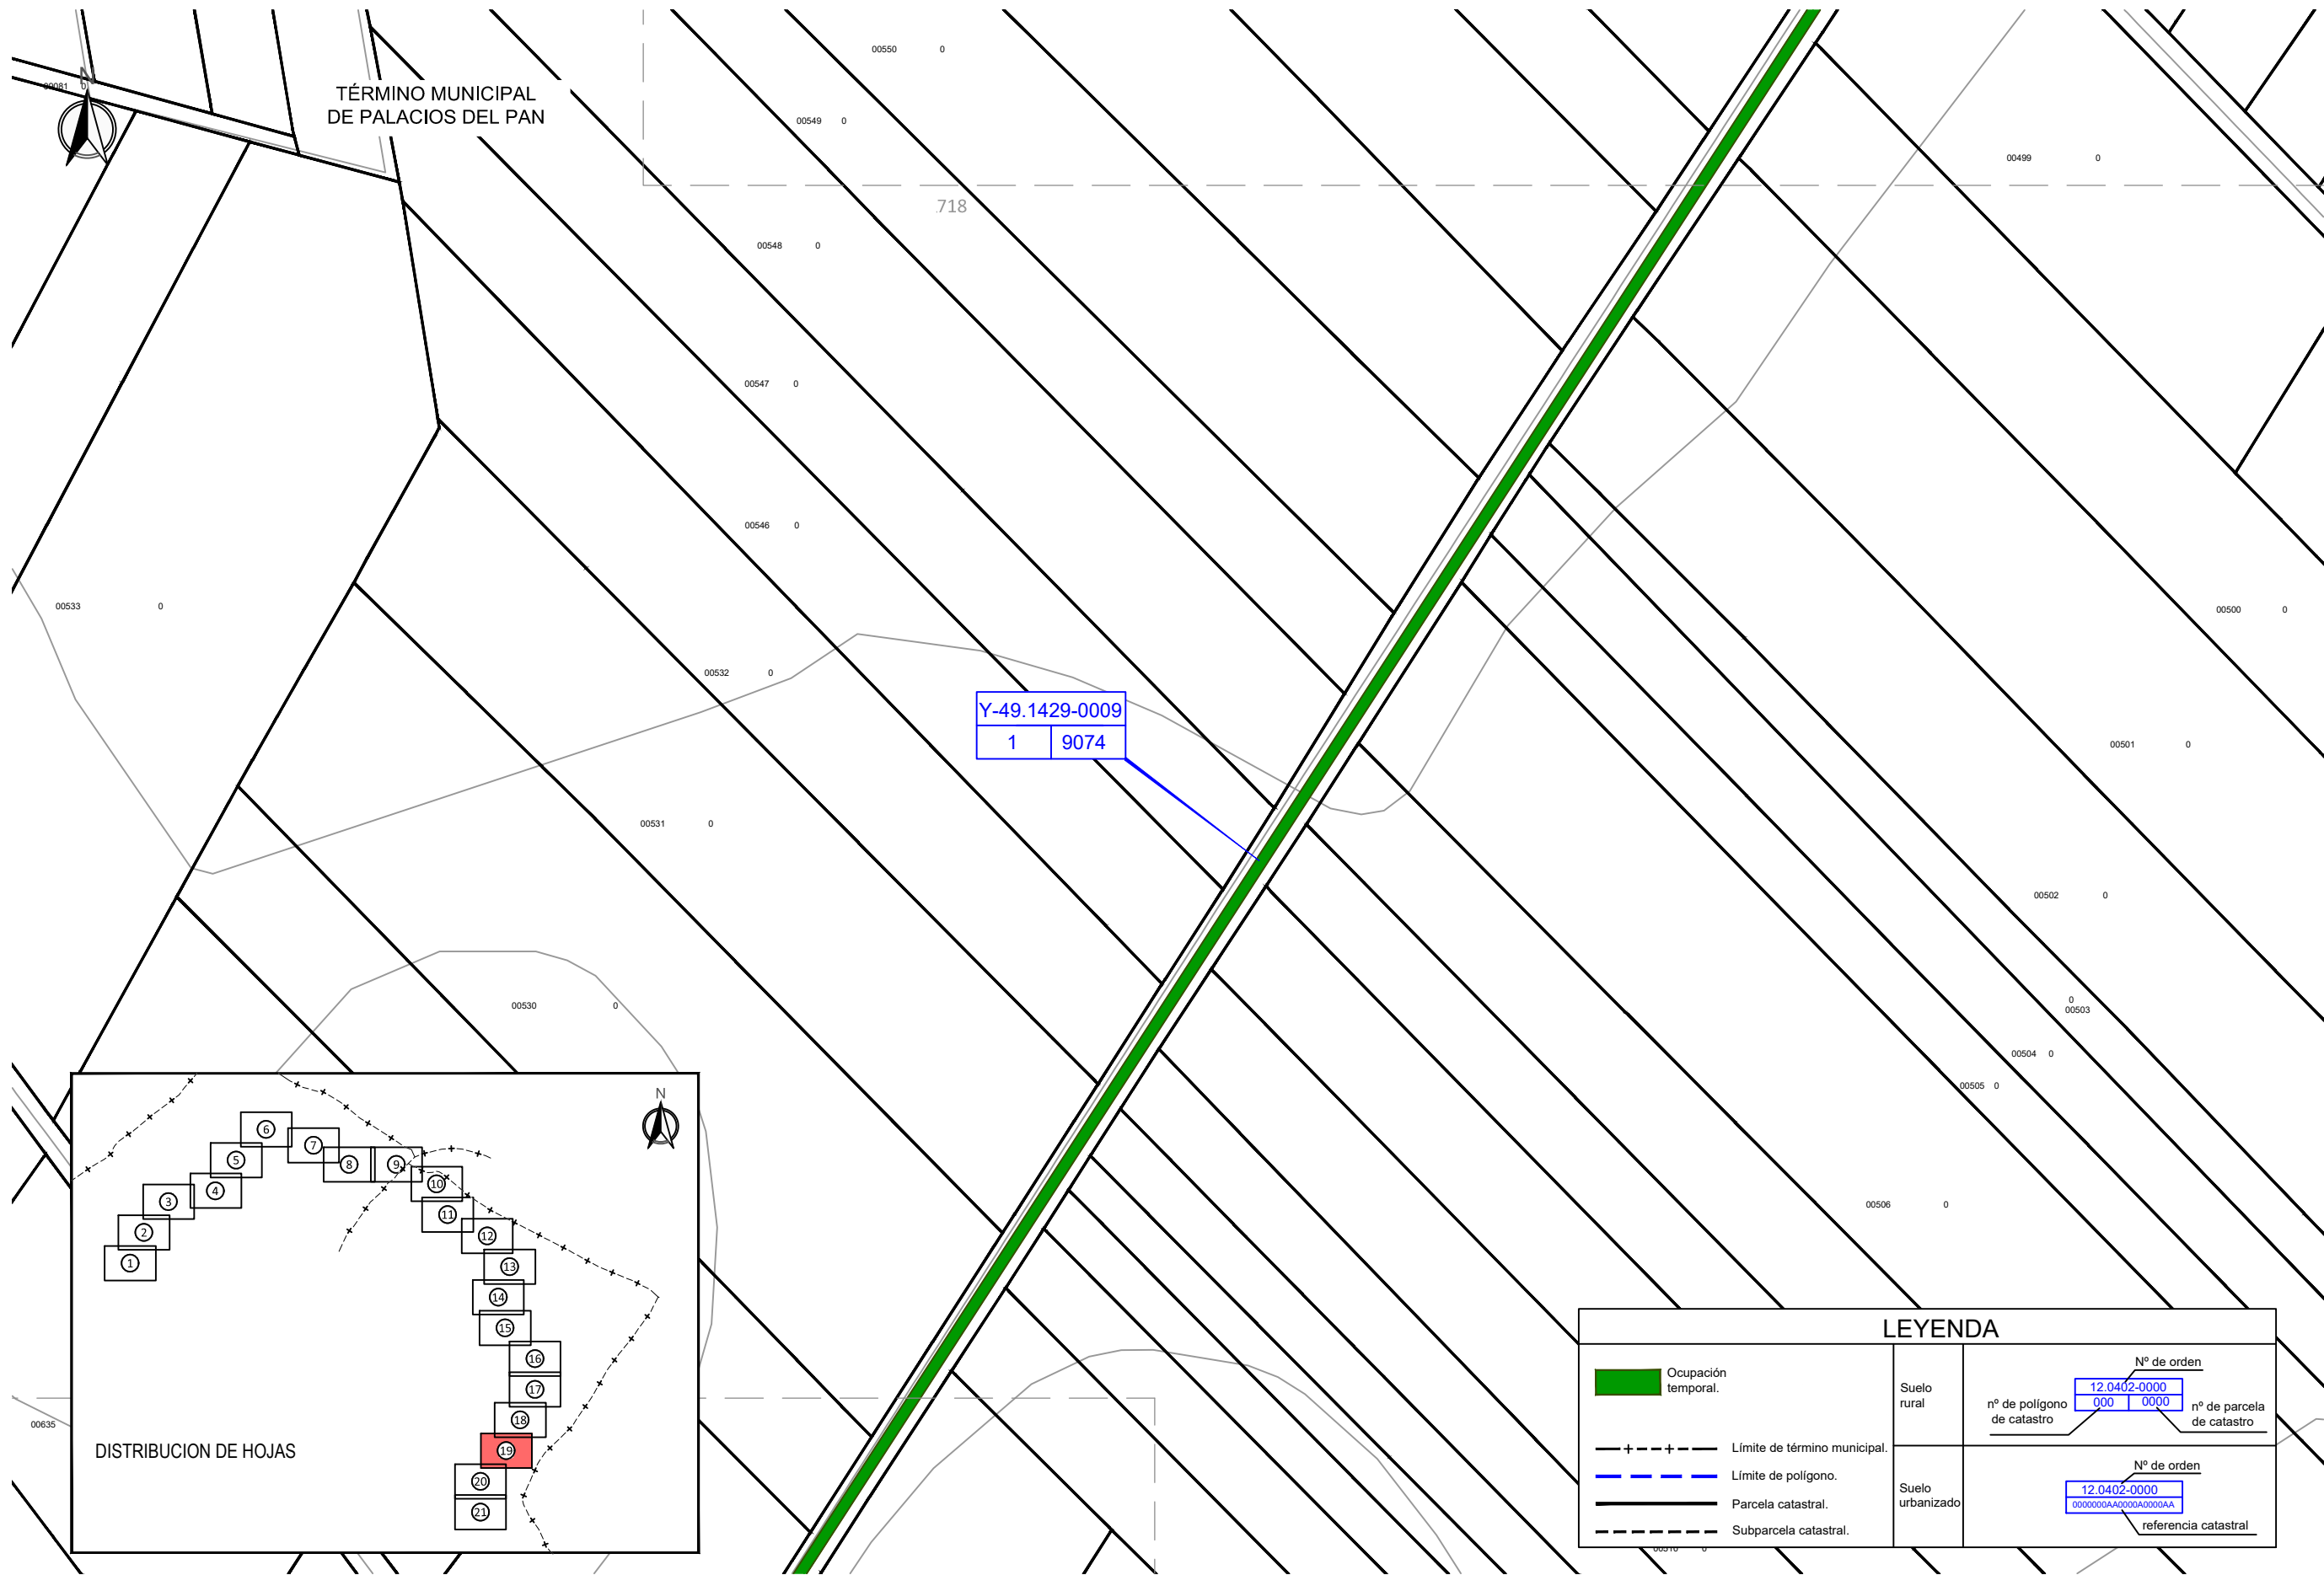 00550 0
00081 0
N
TÉRMINO MUNICIPAL
DE PALACIOS DEL PAN
00549 0
00499 0
718
00548 0
00547 0
00546 0
00533 0
00500 0
00532 0
Y-49.1429-0009
1 9074
00501 0
00531 0
00502 0
00530 0
0
00503
00504 0
00505 0
00506 0
00635
N
6
7
5
8
9
4
10
3
11
2
12
1
13
14
15
16
17
18
19
20
21
DISTRIBUCION DE HOJAS
LEYENDA
Ocupación
temporal.
Límite de término municipal.
Límite de polígono.
Parcela catastral.
Subparcela catastral.
Suelo
rural
Nº de orden
12.0402-0000
000 0000
nº de polígono
de catastro
nº de parcela
de catastro
Suelo
urbanizado
Nº de orden
12.0402-0000
0000000AA0000A0000AA
referencia catastral